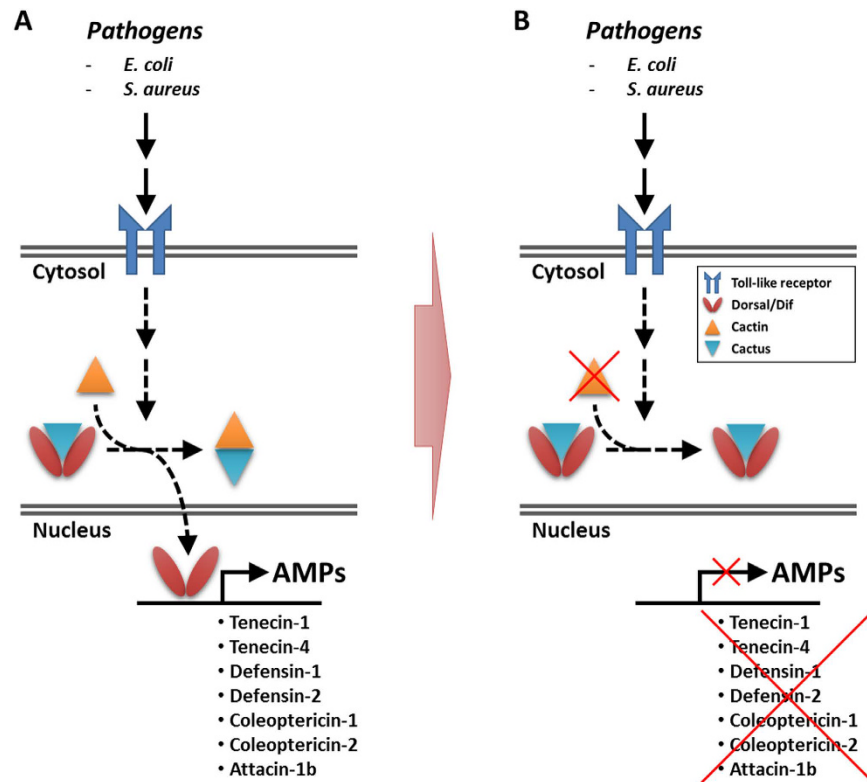 A
Pathogens
- E. coli
- S. aureus
Cytosol
Nucleus
AMPs
• Tenecin-1
• Tenecin-4
• Defensin-1
• Defensin-2
• Coleoptericin-1
• Coleoptericin-2
• Attacin-1b
B
Pathogens
- E. coli
- S. aureus
Cytosol
Toll-like receptor
Dorsal/Dif
Cactin
Cactus
Nucleus
AMPs
• Tenecin-1
• Tenecin-4
• Defensin-1
• Defensin-2
• Coleoptericin-1
• Coleoptericin-2
• Attacin-1b